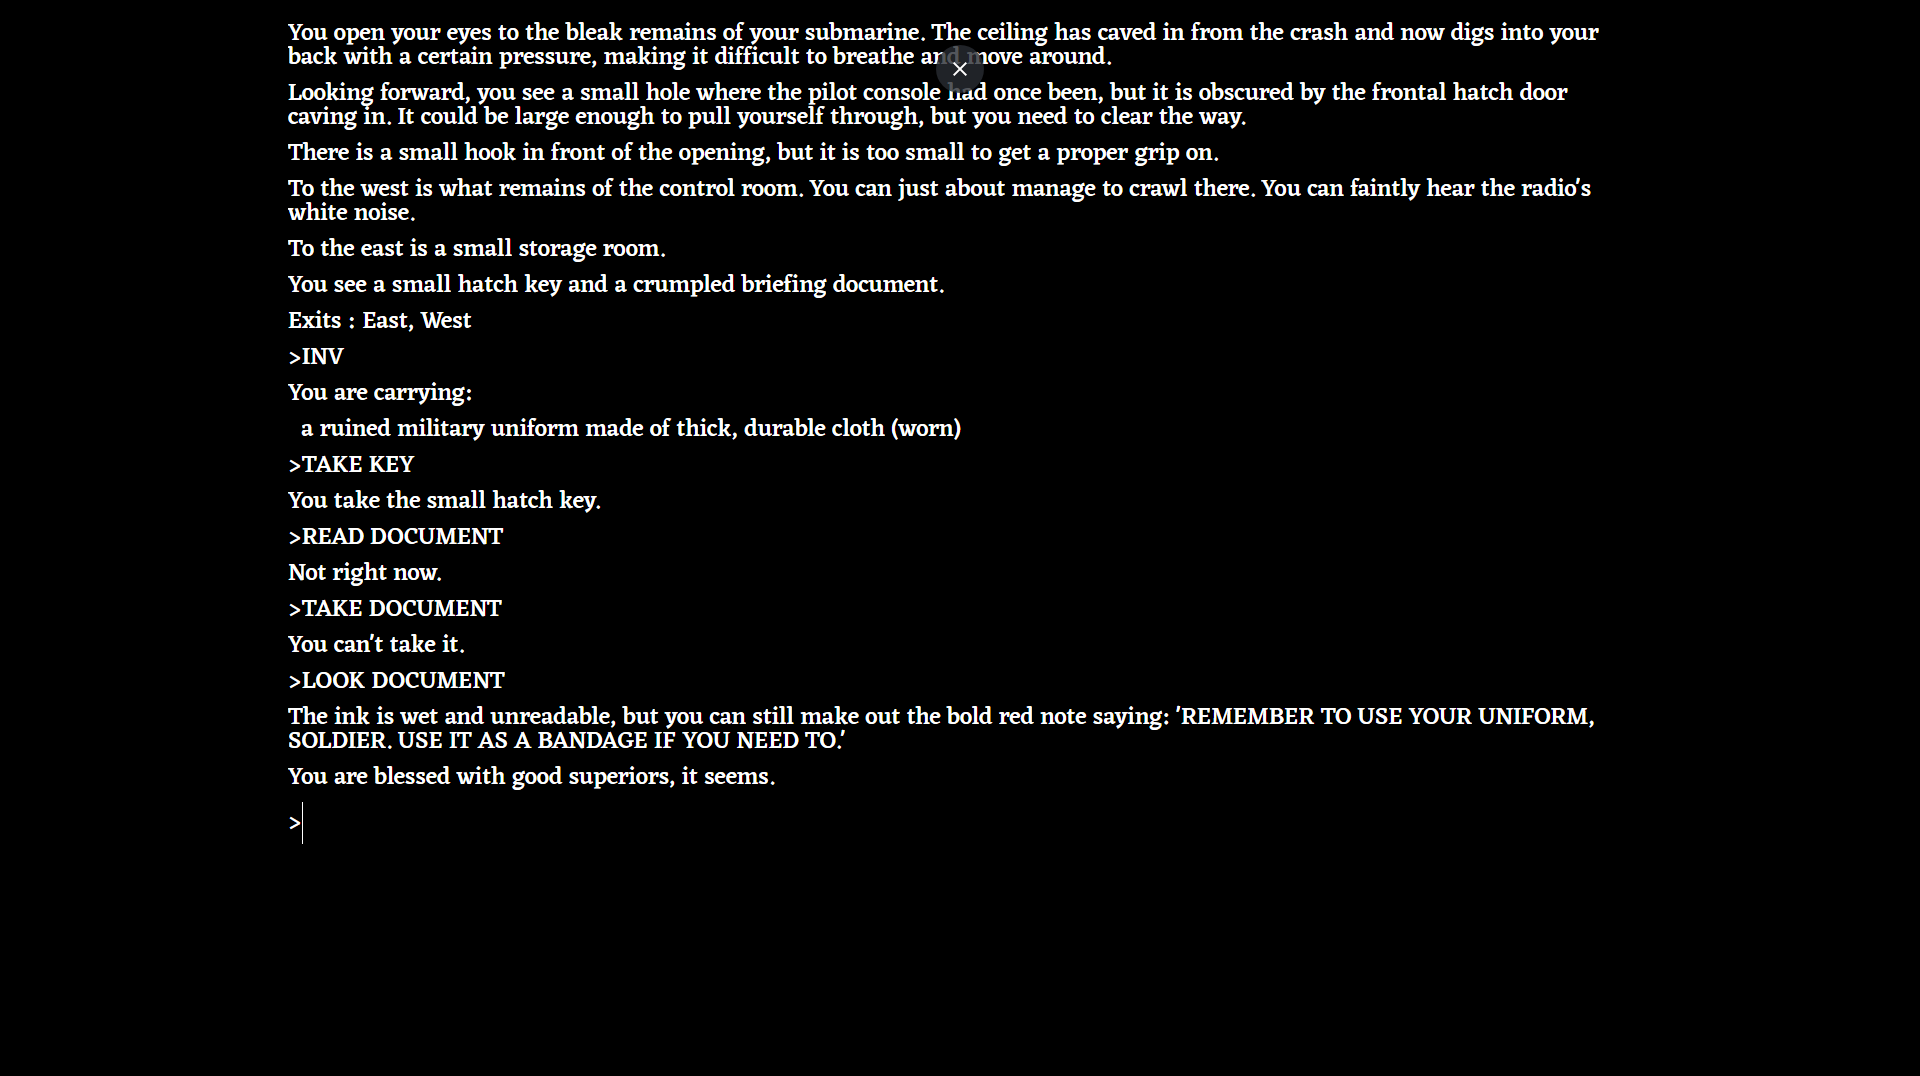 You open your eyes to the bleak remains of your submarine. The ceiling has caved in from the crash and now digs into your
back with a certain pressure, making it difficult to breathe and move around.
Looking forward, you see a small hole where the pilot console had once been, but it is obscured by the frontal hatch door
caving in. It could be large enough to pull yourself through, but you need to clear the way.
There is a small hook in front of the opening, but it is too small to get a proper grip on.
To the west is what remains of the control room. You can just about manage to crawl there. You can faintly hear the radio's
white noise.
To the east is a small storage room.
You see a small hatch key and a crumpled briefing document.
Exits : East, West
>INV
You are carrying:
a ruined military uniform made of thick, durable cloth (worn)
>TAKE KEY
You take the small hatch key.
>READ DOCUMENT
Not right now.
>TAKE DOCUMENT
You can't take it.
>LOOK DOCUMENT
The ink is wet and unreadable, but you can still make out the bold red note saying: 'REMEMBER TO USE YOUR UNIFORM,
SOLDIER. USE IT AS A BANDAGE IF YOU NEED TO.'
You are blessed with good superiors, it seems.
>